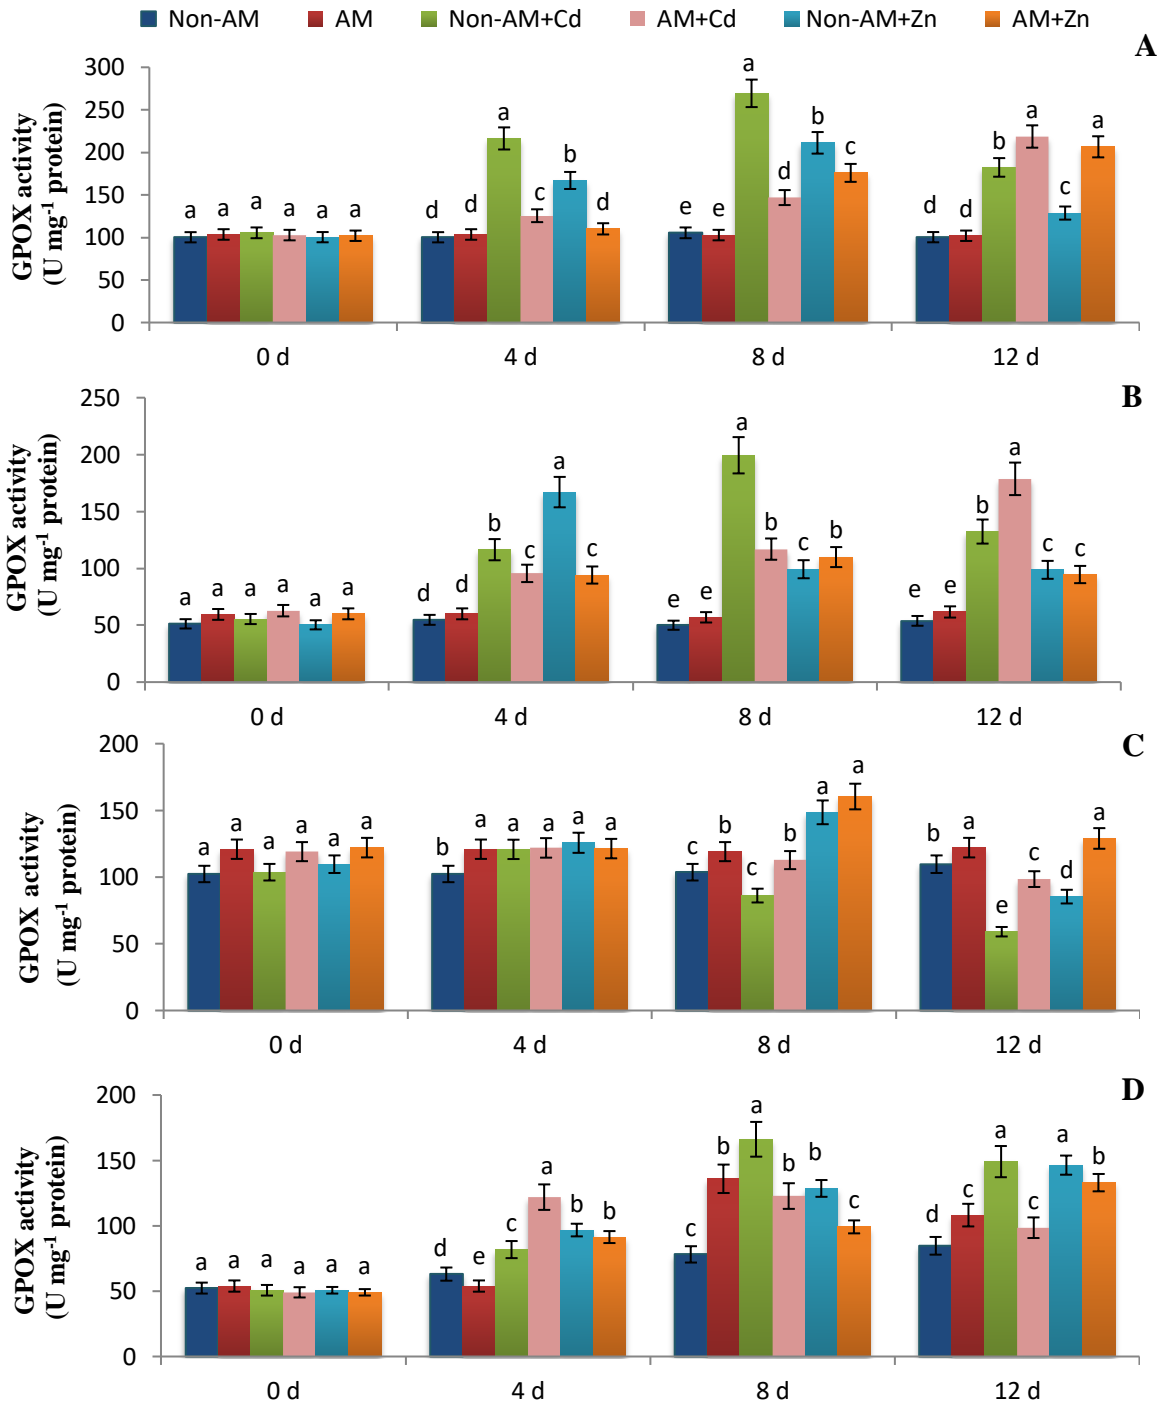 Non-AM AM Non-AM+Cd AM+Cd Non-AM+Zn AM+Zn
A
GPOX activity
(U mg⁻¹ protein)
300
250
200
150
100
50
0
a a a a a a
d d a c b d
e e a d b c
d d b a c a
0 d 4 d 8 d 12 d
B
GPOX activity
(U mg⁻¹ protein)
250
200
150
100
50
0
a a a a a a
d d b c a c
e e a b c b
e e b a c c
0 d 4 d 8 d 12 d
C
GPOX activity
(U mg⁻¹ protein)
200
150
100
50
0
a a a a a a
b a a a a a
c b c b a a
b a e c d a
0 d 4 d 8 d 12 d
D
GPOX activity
(U mg⁻¹ protein)
200
150
100
50
0
a a a a a a
d e c a b b
c b a b b c
d c a c a b
0 d 4 d 8 d 12 d